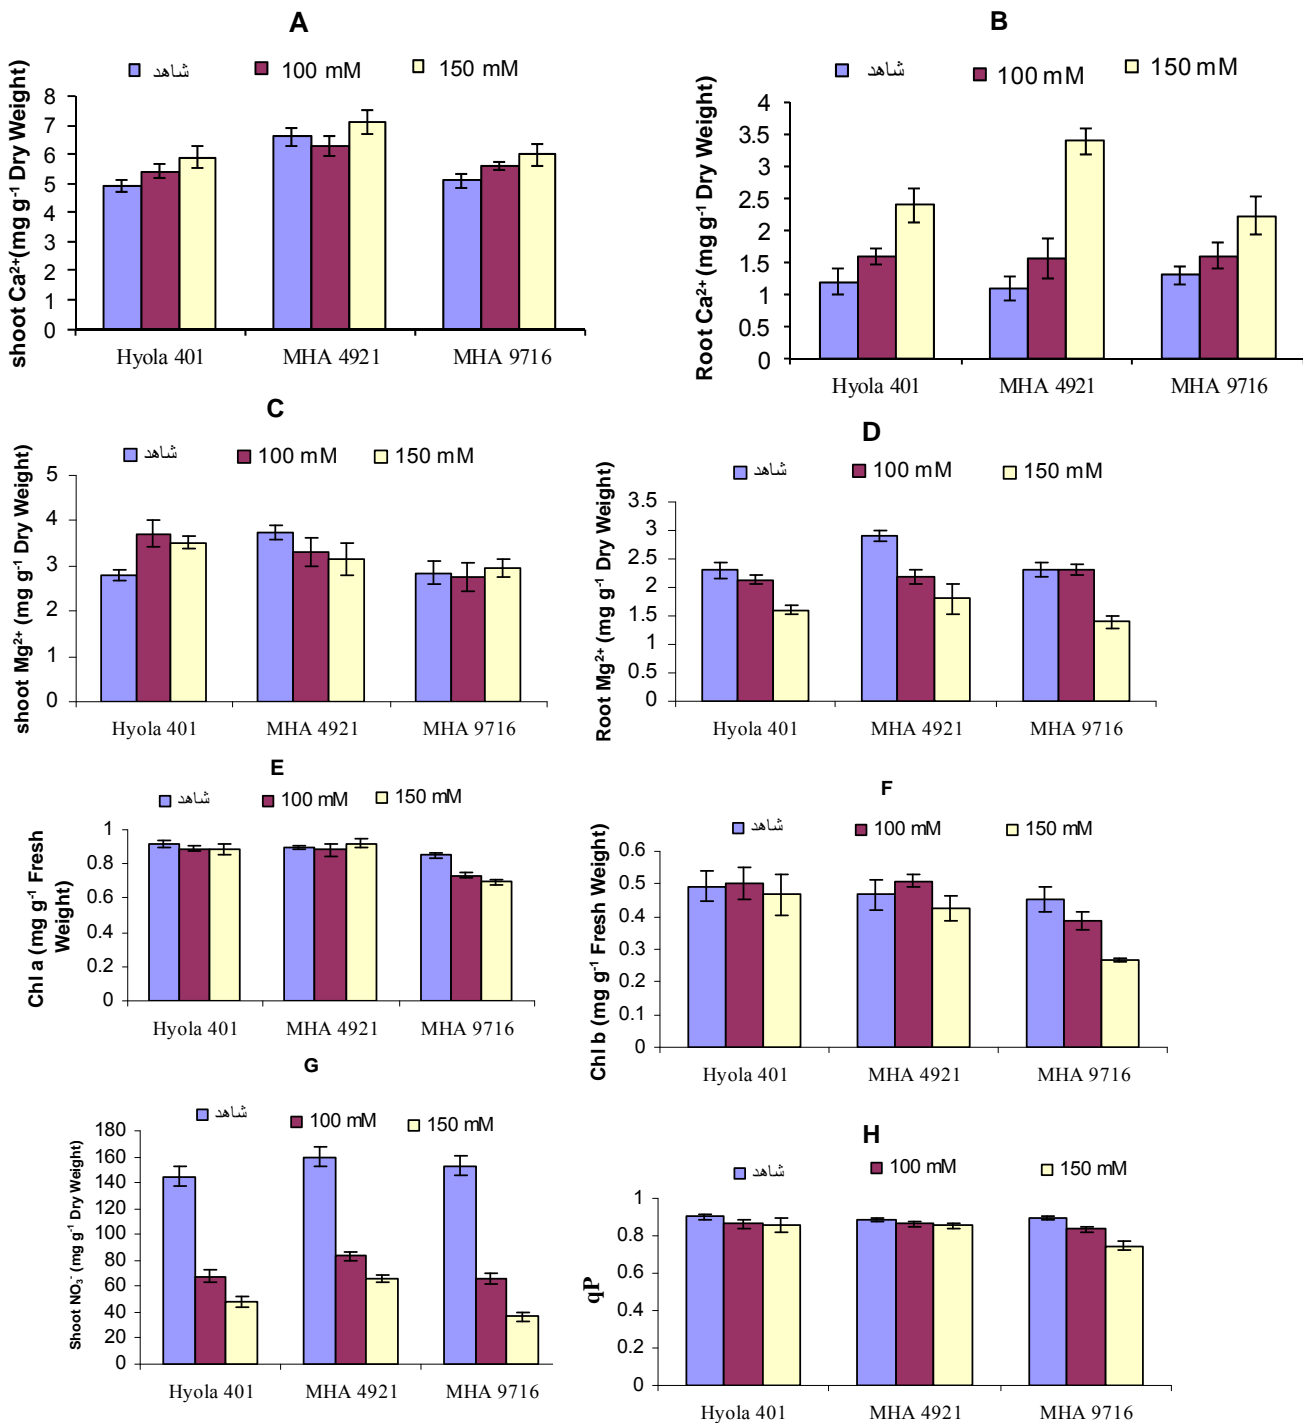 A
شاهد 100 mM 150 mM
shoot Ca²⁺(mg g⁻¹ Dry Weight)
8
7
6
5
4
3
2
1
0
Hyola 401 MHA 4921 MHA 9716
B
شاهد 100 mM 150 mM
Root Ca²⁺ (mg g⁻¹ Dry Weight)
4
3.5
3
2.5
2
1.5
1
0.5
0
Hyola 401 MHA 4921 MHA 9716
C
شاهد 100 mM 150 mM
shoot Mg²⁺ (mg g⁻¹ Dry Weight)
5
4
3
2
1
0
Hyola 401 MHA 4921 MHA 9716
D
شاهد 100 mM 150 mM
Root Mg²⁺ (mg g⁻¹ Dry Weight)
3.5
3
2.5
2
1.5
1
0.5
0
Hyola 401 MHA 4921 MHA 9716
E
شاهد 100 mM 150 mM
Chl a (mg g⁻¹ Fresh
Weight)
1
0.8
0.6
0.4
0.2
0
Hyola 401 MHA 4921 MHA 9716
F
شاهد 100 mM 150 mM
Chl b (mg g⁻¹ Fresh Weight)
0.6
0.5
0.4
0.3
0.2
0.1
0
Hyola 401 MHA 4921 MHA 9716
G
شاهد 100 mM 150 mM
Shoot NO₃⁻ (mg g⁻¹ Dry Weight)
180
160
140
120
100
80
60
40
20
0
Hyola 401 MHA 4921 MHA 9716
H
شاهد 100 mM 150 mM
qP
1
0.8
0.6
0.4
0.2
0
Hyola 401 MHA 4921 MHA 9716